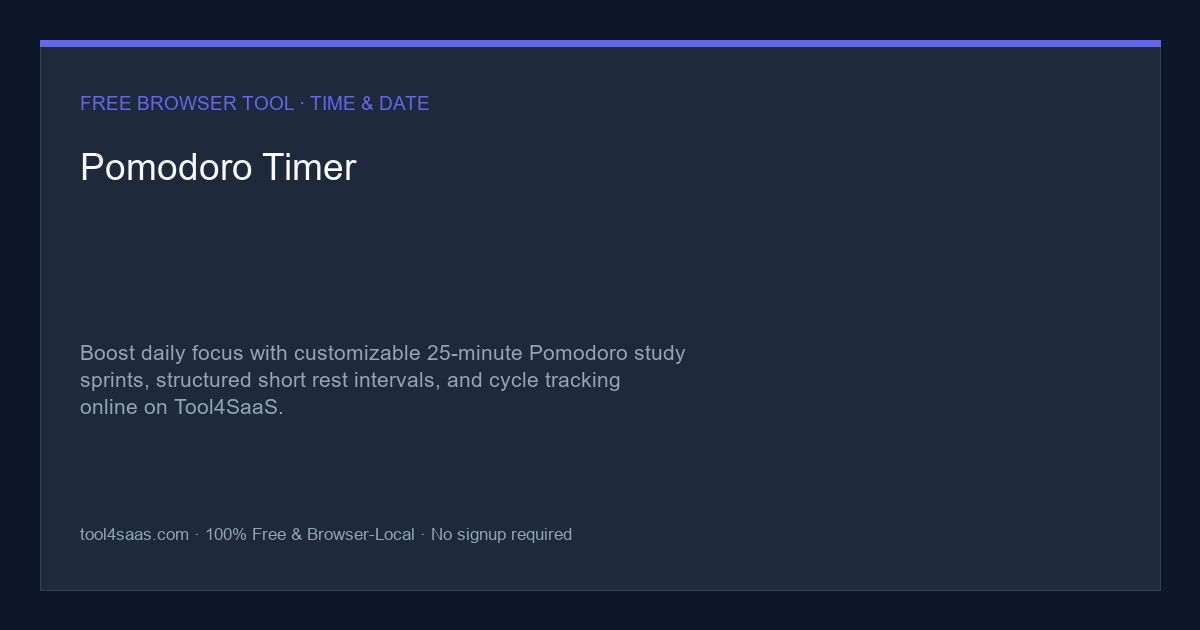 FREE BROWSER TOOL · TIME & DATE
Pomodoro Timer
Boost daily focus with customizable 25-minute Pomodoro study
sprints, structured short rest intervals, and cycle tracking
online on Tool4SaaS.
tool4saas.com · 100% Free & Browser-Local · No signup required